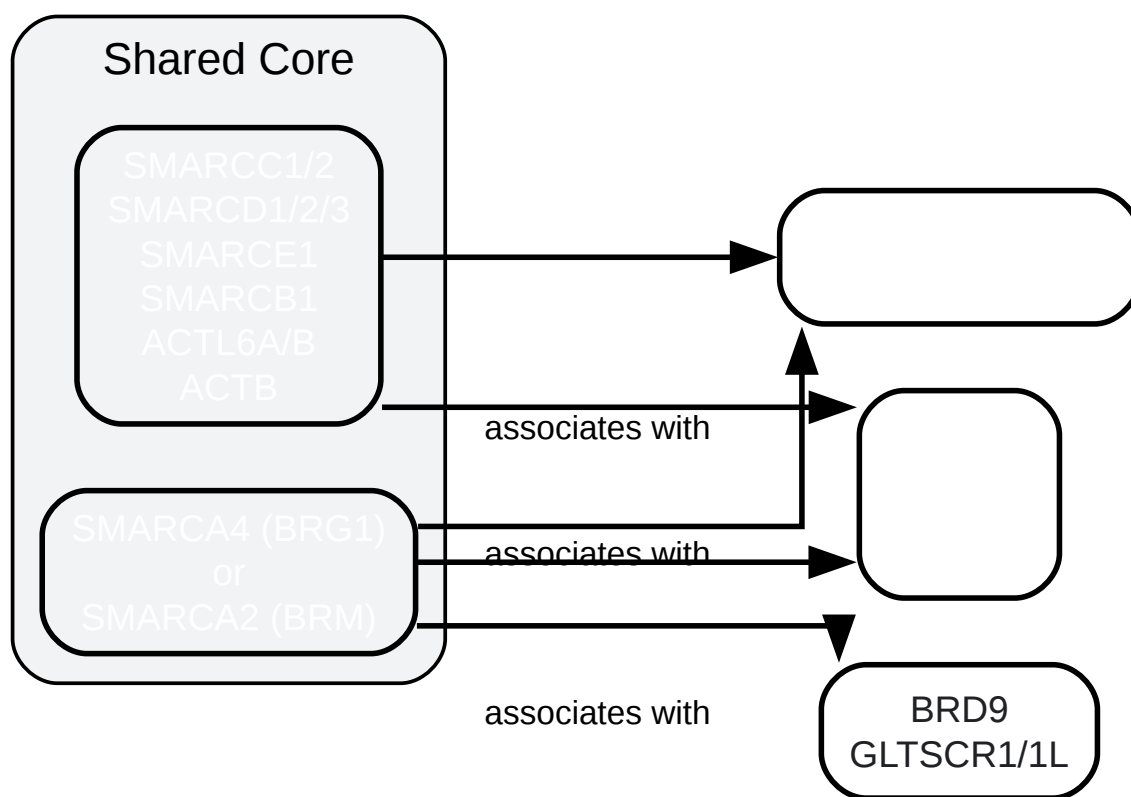 Shared Core
SMARCC1/2
SMARCD1/2/3
SMARCE1
SMARCB1
ACTL6A/B
ACTB
associates with
SMARCA4 (BRG1)
or
SMARCA2 (BRM)
associates with
associates with
BRD9
GLTSCR1/1L